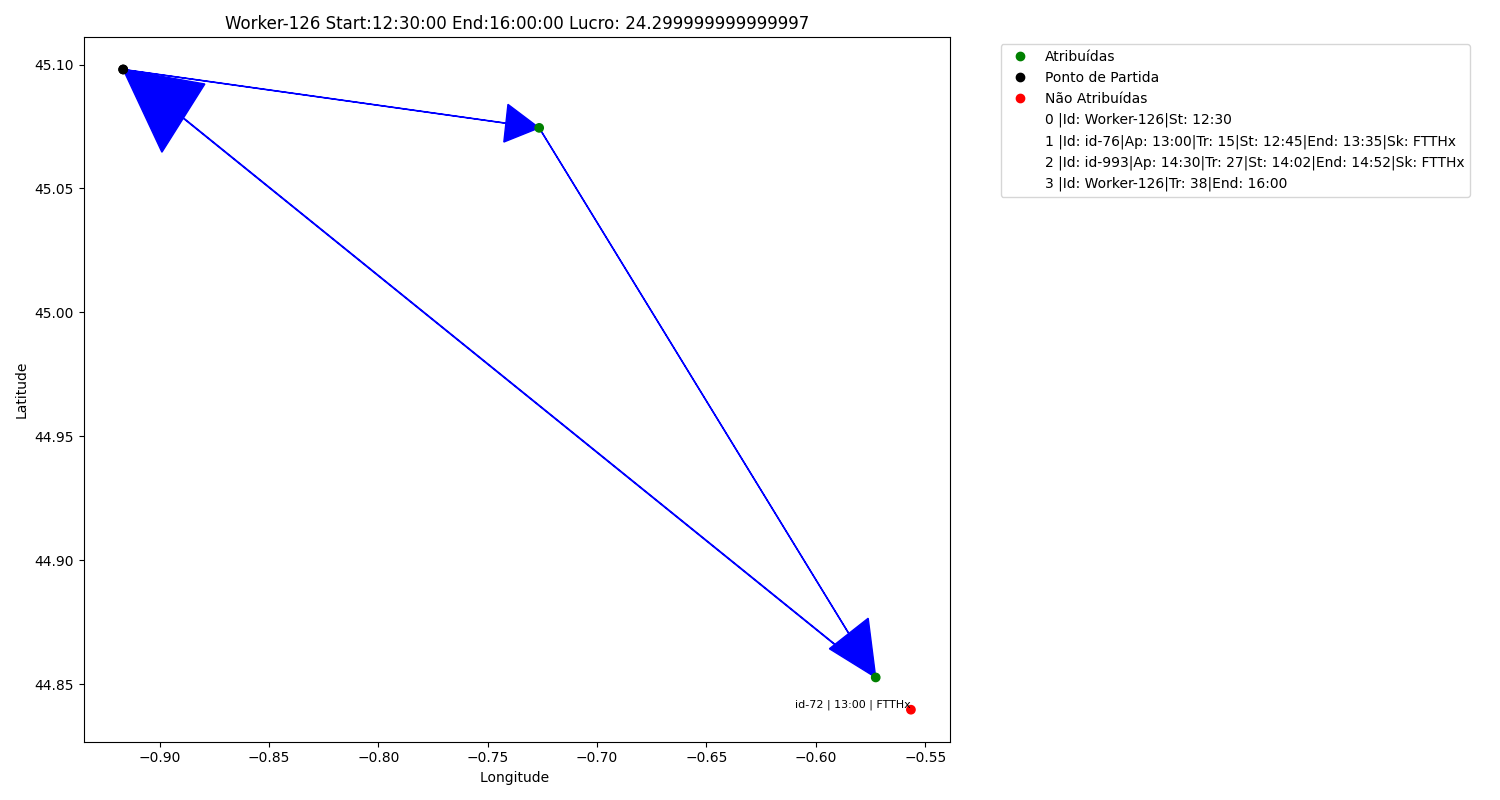 Worker-126 Start:12:30:00 End:16:00:00 Lucro: 24.299999999999997
45.10
45.05
45.00
44.95
44.90
44.85
Latitude
−0.90
−0.85
−0.80
−0.75
−0.70
−0.65
−0.60
−0.55
Longitude
id-72 | 13:00 | FTTHx
Atribuídas
Ponto de Partida
Não Atribuídas
0 |Id: Worker-126|St: 12:30
1 |Id: id-76|Ap: 13:00|Tr: 15|St: 12:45|End: 13:35|Sk: FTTHx
2 |Id: id-993|Ap: 14:30|Tr: 27|St: 14:02|End: 14:52|Sk: FTTHx
3 |Id: Worker-126|Tr: 38|End: 16:00